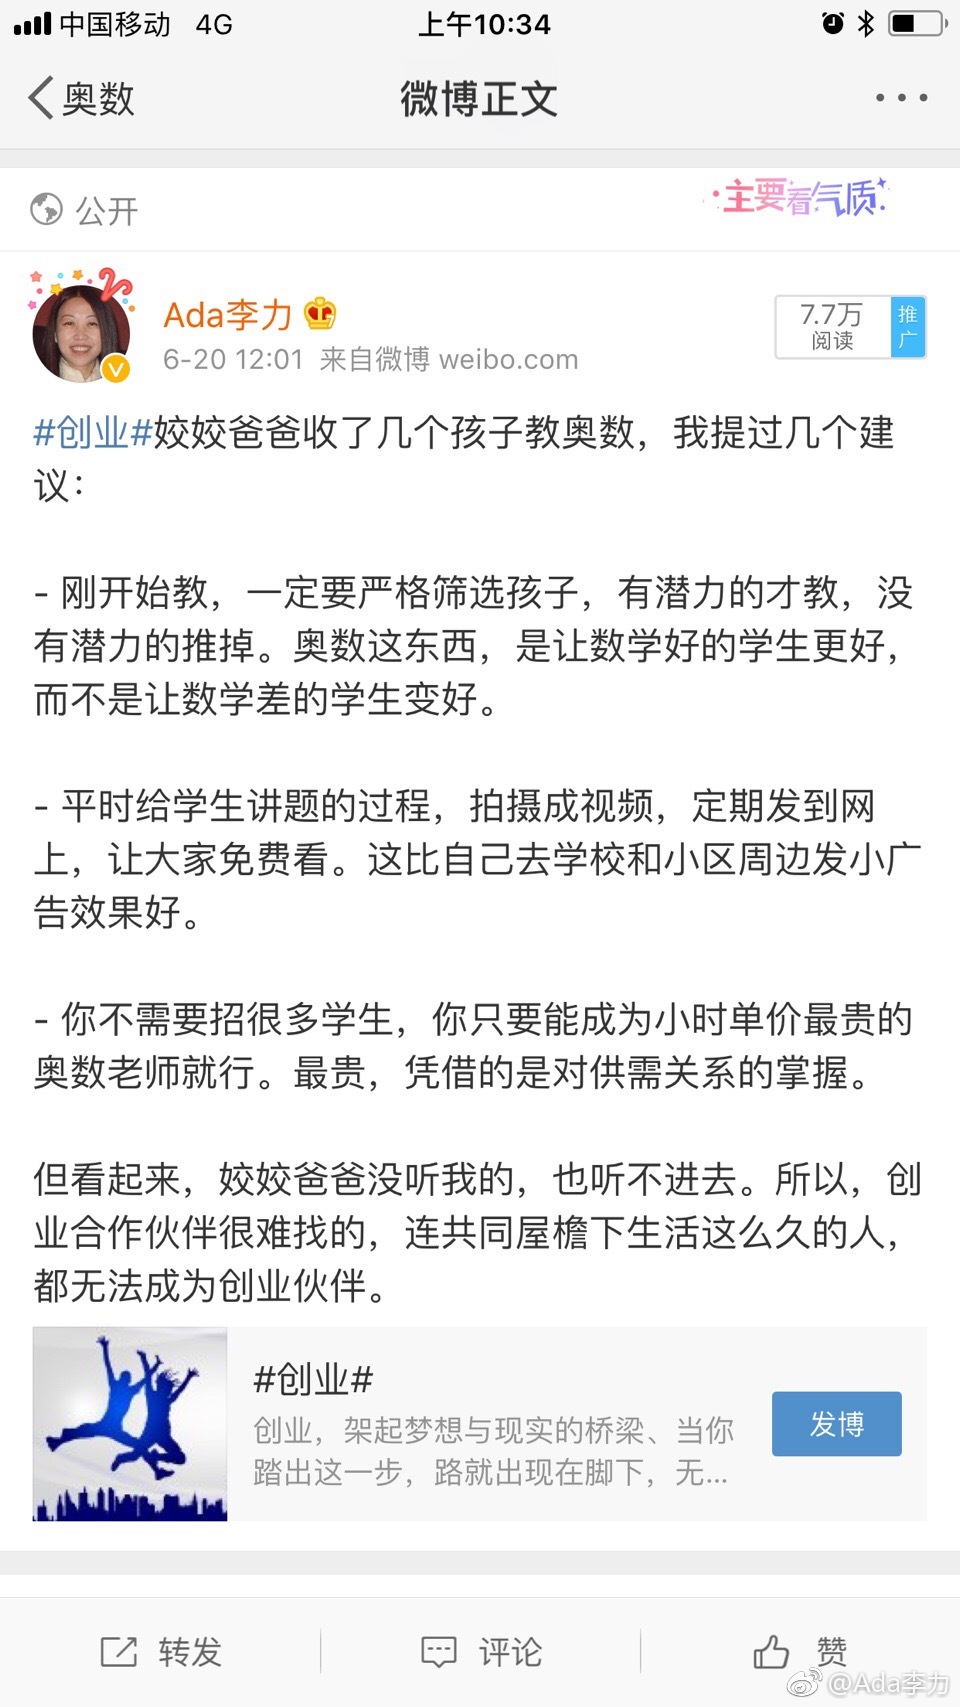 中国移动 4G 上午10:34
奥数 微博正文
公开 主要看气质
Ada李力
7.7万 推
阅读 广
6-20 12:01 来自微博 weibo.com
#创业#姣姣爸爸收了几个孩子教奥数，我提过几个建
议：
- 刚开始教，一定要严格筛选孩子，有潜力的才教，没
有潜力的推掉。奥数这东西，是让数学好的学生更好，
而不是让数学差的学生变好。
- 平时给学生讲题的过程，拍摄成视频，定期发到网
上，让大家免费看。这比自己去学校和小区周边发小广
告效果好。
- 你不需要招很多学生，你只要能成为小时单价最贵的
奥数老师就行。最贵，凭借的是对供需关系的掌握。
但看起来，姣姣爸爸没听我的，也听不进去。所以，创
业合作伙伴很难找的，连共同屋檐下生活这么久的人，
都无法成为创业伙伴。
#创业#
创业，架起梦想与现实的桥梁、当你
踏出这一步，路就出现在脚下，无...
发博
转发 评论 赞
@Ada李力